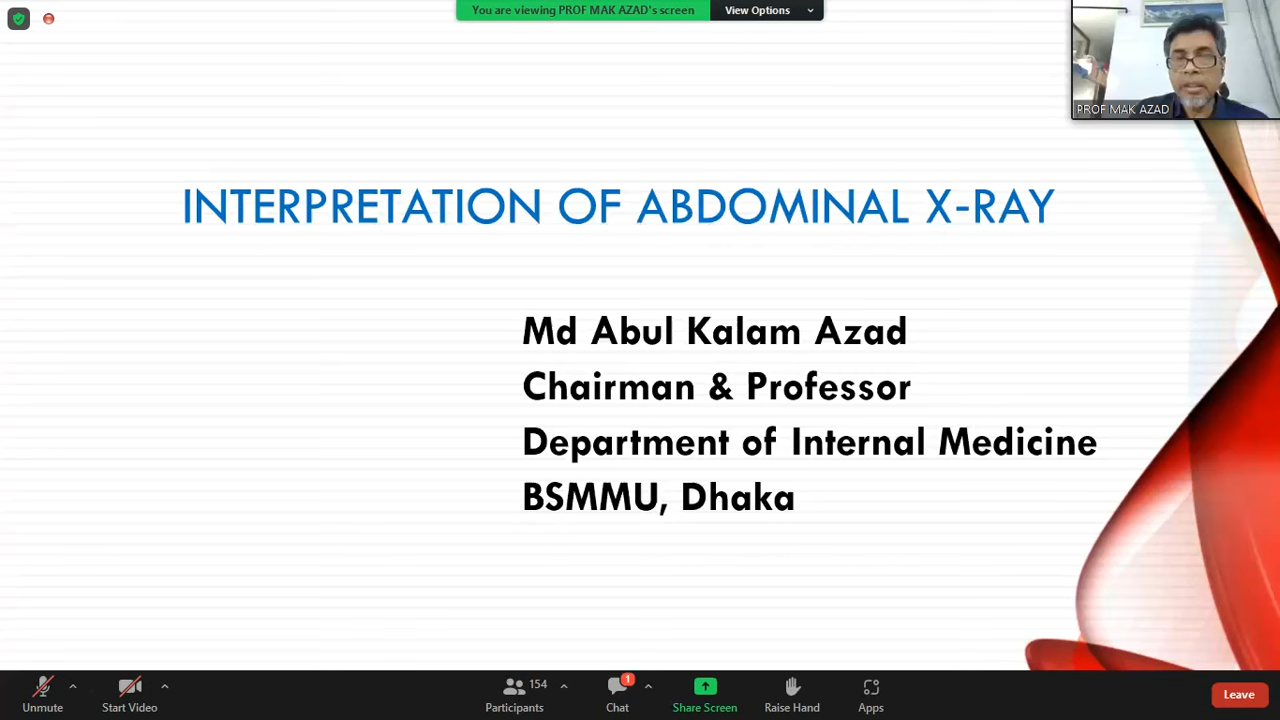 You are viewing PROF MAK AZAD's screen
View Options
PROF MAK AZAD
INTERPRETATION OF ABDOMINAL X-RAY
Md Abul Kalam Azad
Chairman & Professor
Department of Internal Medicine
BSMMU, Dhaka
Unmute
Start Video
154
Participants
1
Chat
Share Screen
Raise Hand
Apps
Leave